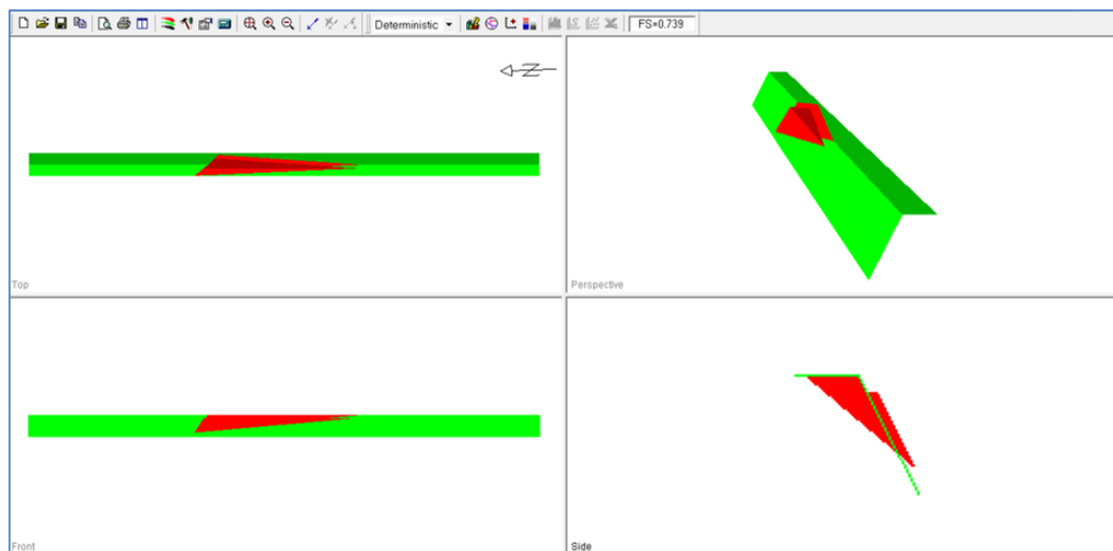 Deterministic FS=0.739
Z
Top
Perspective
Front
Side